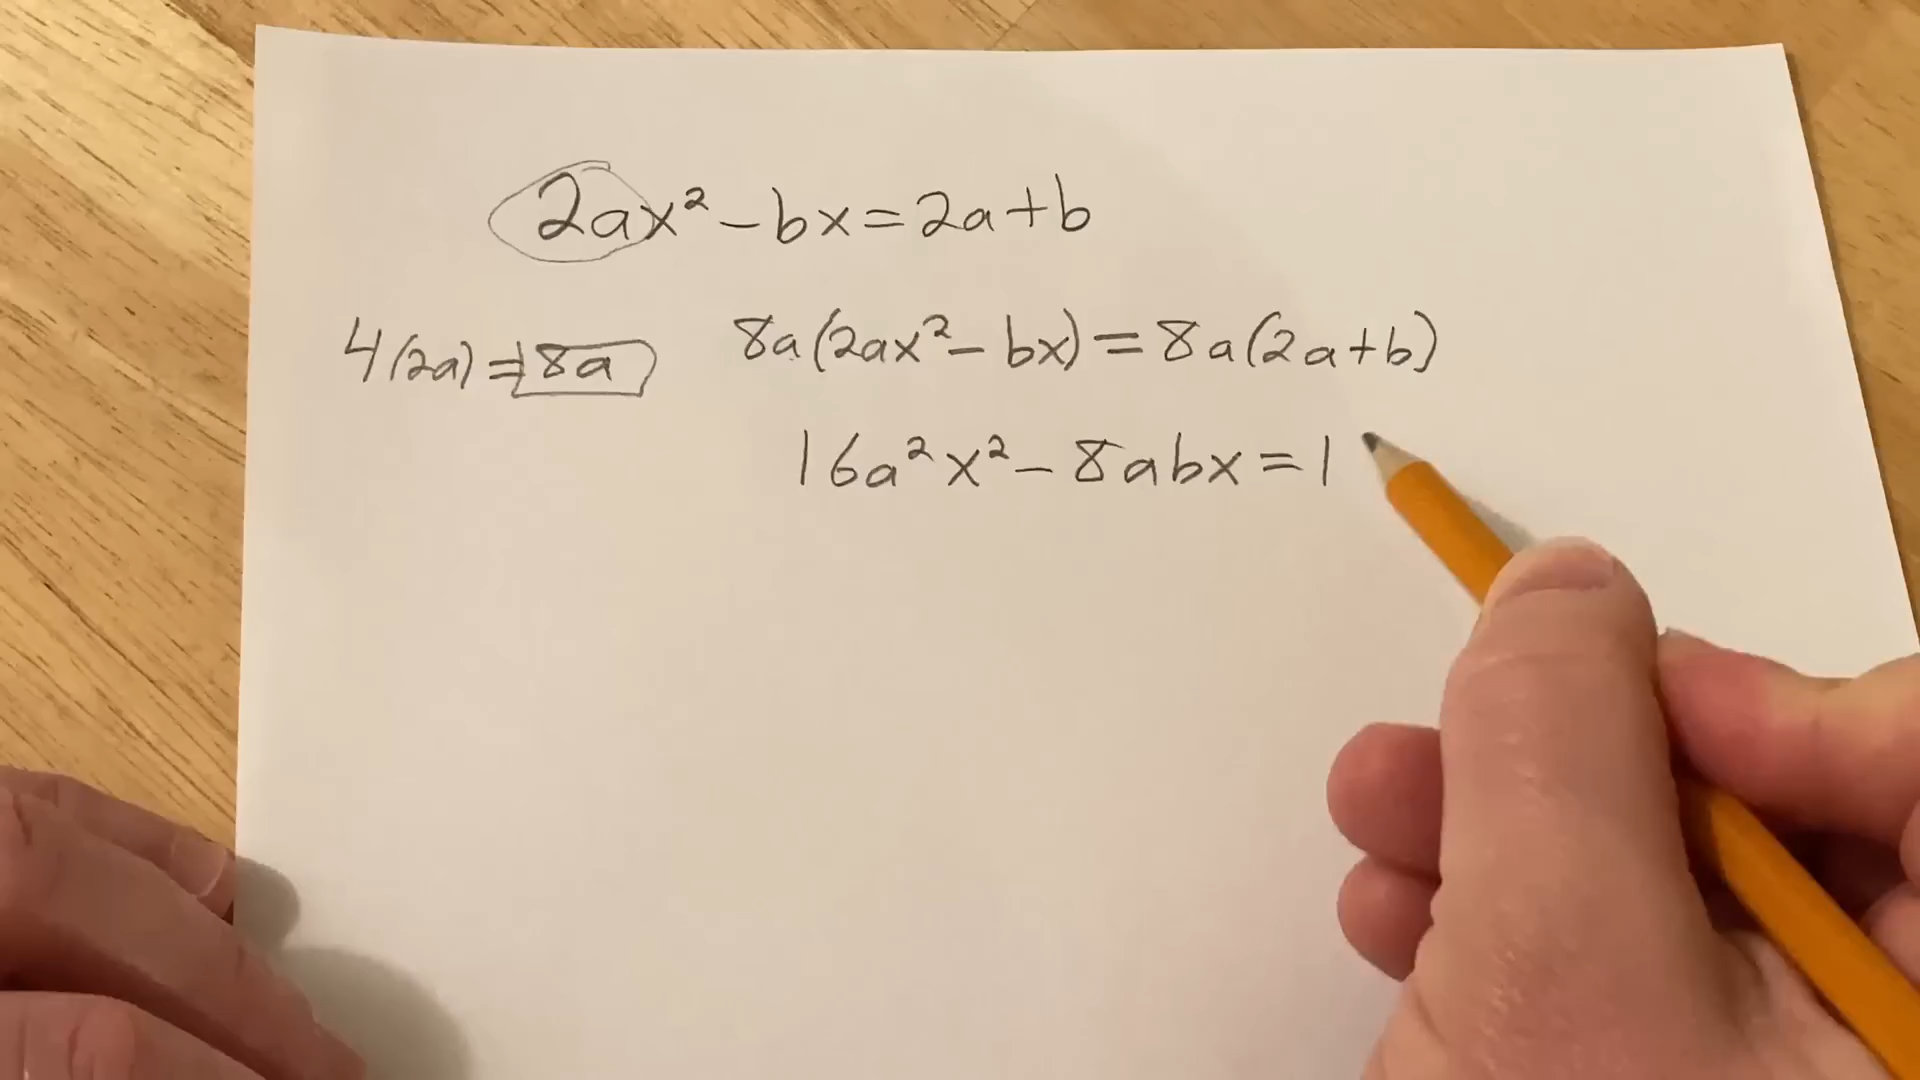 2ax² - bx = 2a + b
4(2a) = 8a
8a(2ax² - bx) = 8a(2a + b)
16a²x² - 8abx = 1